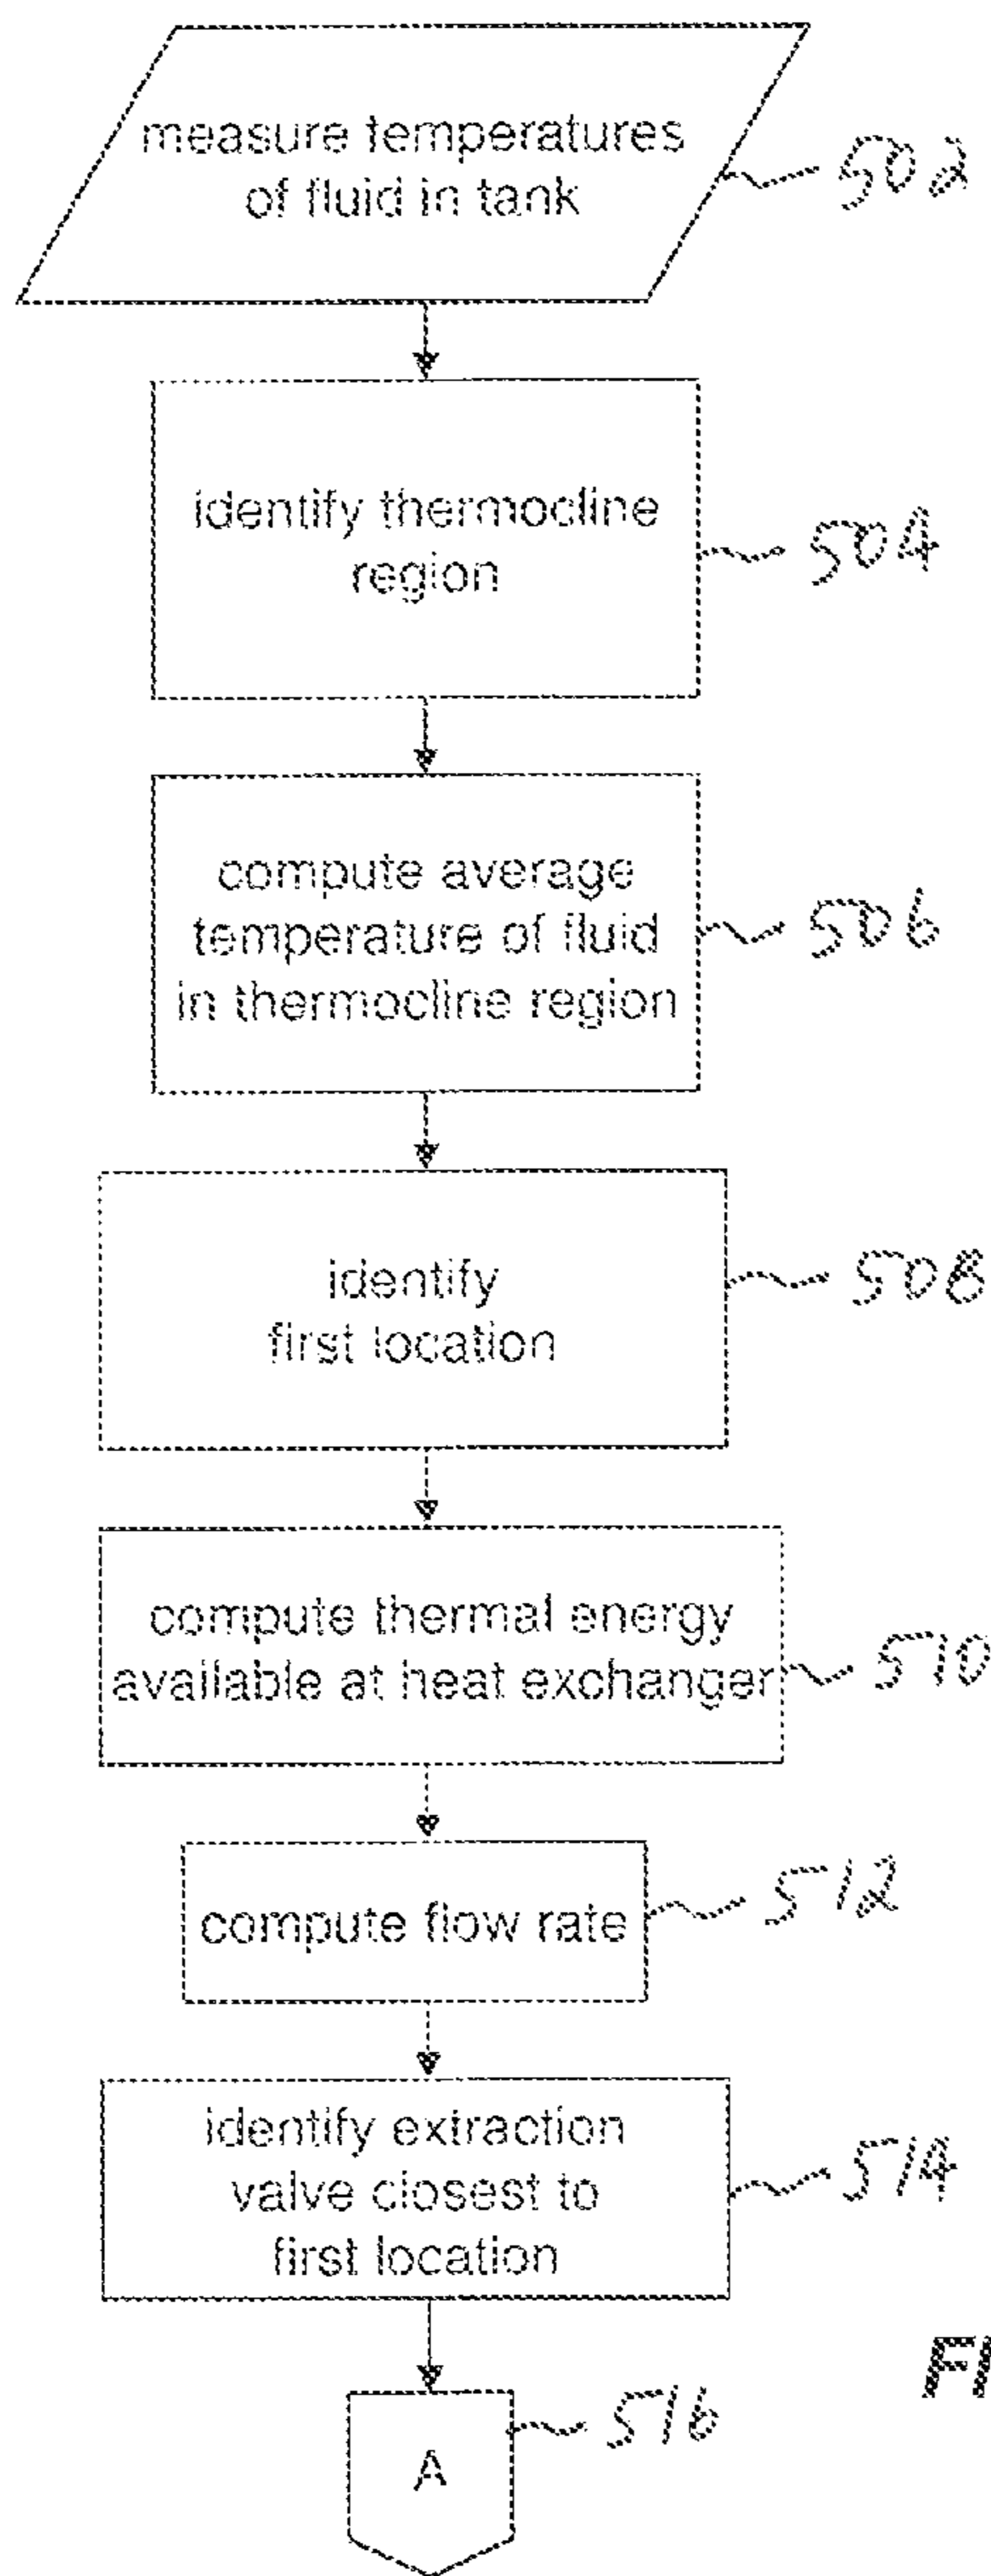 measure temperatures
of fluid in tank
502
identify thermocline
region
504
compute average
temperature of fluid
in thermocline region
506
identify
first location
508
compute thermal energy
available at heat exchanger
510
compute flow rate
512
identify extraction
valve closest to
first location
514
FI
A
516